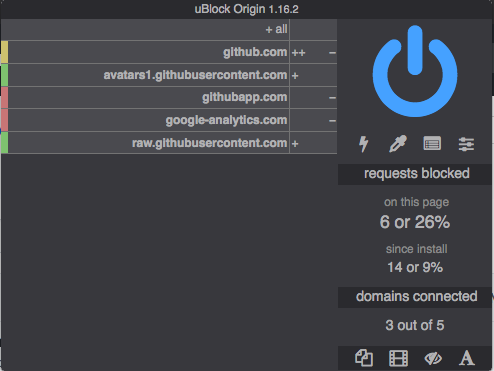 uBlock Origin 1.16.2
+ all
github.com ++ −
avatars1.githubusercontent.com +
githubapp.com −
google-analytics.com −
raw.githubusercontent.com +
requests blocked
on this page
6 or 26%
since install
14 or 9%
domains connected
3 out of 5
A